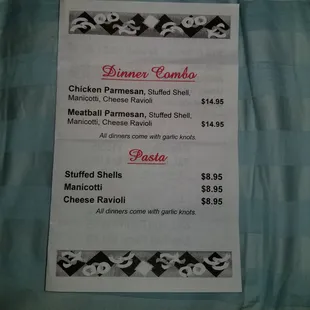 Dinner Combo
Chicken Parmesan, Stuffed Shell,
Manicotti, Cheese Ravioli $14.95
Meatball Parmesan, Stuffed Shell,
Manicotti, Cheese Ravioli $14.95
All dinners come with garlic knots.
Pasta
Stuffed Shells $8.95
Manicotti $8.95
Cheese Ravioli $8.95
All dinners come with garlic knots.